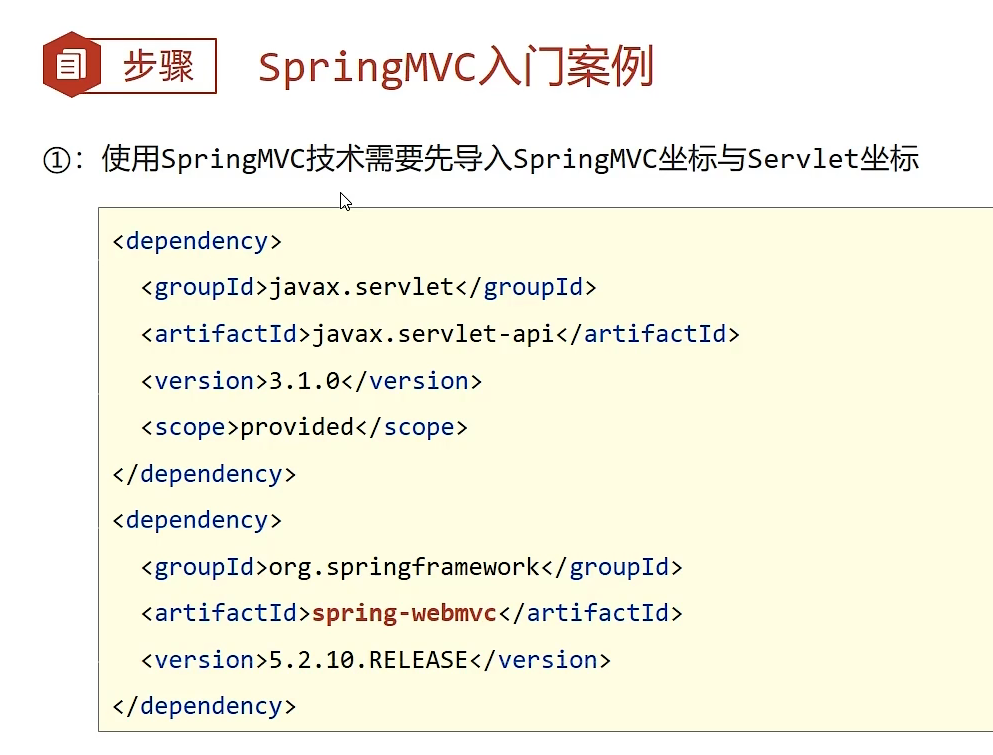 步骤
SpringMVC入门案例
①：使用SpringMVC技术需要先导入SpringMVC坐标与Servlet坐标
<dependency>
<groupId>javax.servlet</groupId>
<artifactId>javax.servlet-api</artifactId>
<version>3.1.0</version>
<scope>provided</scope>
</dependency>
<dependency>
<groupId>org.springframework</groupId>
<artifactId>spring-webmvc</artifactId>
<version>5.2.10.RELEASE</version>
</dependency>